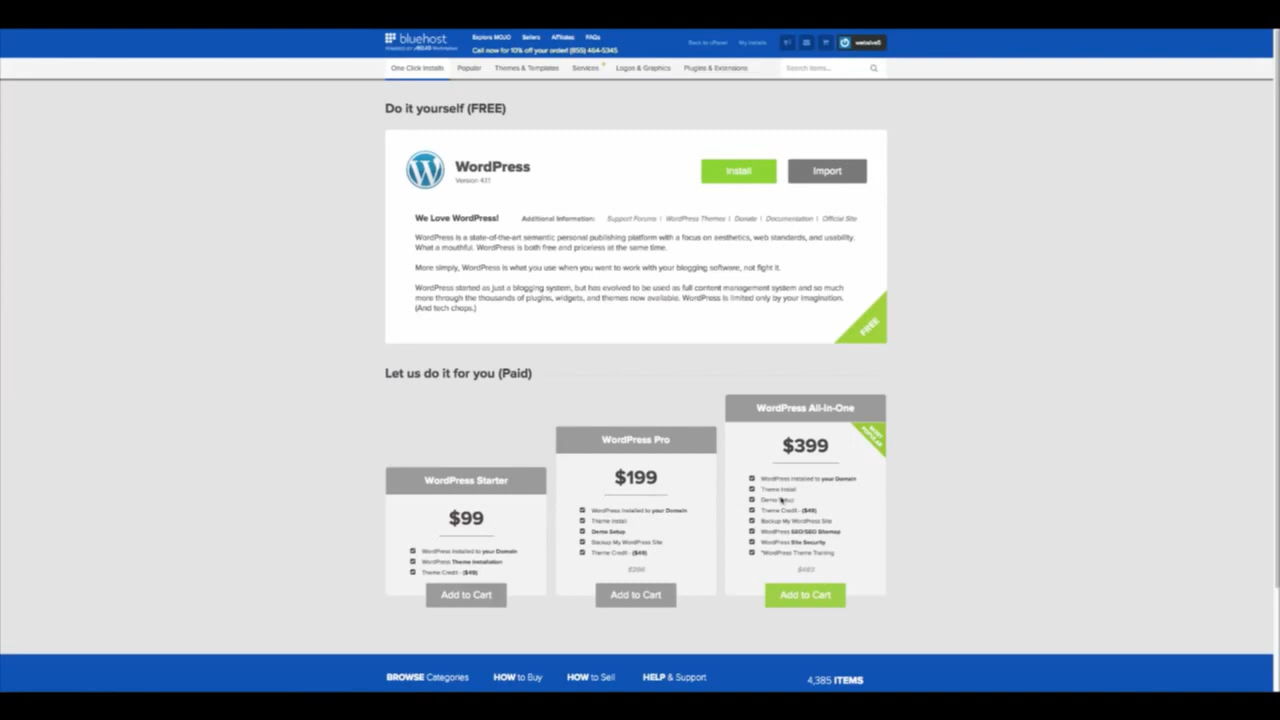 bluehost
POWERED BY MOJO Marketplace
Explore MOJO Sellers Affiliates FAQs
Call now for 10% off your order! (855) 464-5345
Back to cPanel My Installs
One Click Installs Popular Themes & Templates Services Logos & Graphics Plugins & Extensions Search items...
Do it yourself (FREE)
WordPress
Version 4.1.1
Install Import
We Love WordPress! Additional Information: Support Forums | WordPress Themes | Donate | Documentation | Official Site
WordPress is a state-of-the-art semantic personal publishing platform with a focus on aesthetics, web standards, and usability.
What a mouthful. WordPress is both free and priceless at the same time.
More simply, WordPress is what you use when you want to work with your blogging software, not fight it.
WordPress started as just a blogging system, but has evolved to be used as full content management system and so much
more through the thousands of plugins, widgets, and themes now available. WordPress is limited only by your imagination.
(And tech chops.)
FREE
Let us do it for you (Paid)
WordPress Starter
$99
WordPress Installed to your Domain
WordPress Theme Installation
Theme Credit - ($49)
Add to Cart
WordPress Pro
$199
WordPress Installed to your Domain
Theme Install
Demo Setup
Backup My WordPress Site
Theme Credit - ($49)
Add to Cart
WordPress All-In-One
MOST POPULAR
$399
WordPress Installed to your Domain
Theme Install
Demo Setup
Theme Credit - ($49)
Backup My WordPress Site
WordPress SEO/SEO Sitemap
WordPress Site Security
*WordPress Theme Training
Add to Cart
BROWSE Categories HOW to Buy HOW to Sell HELP & Support 4,385 ITEMS